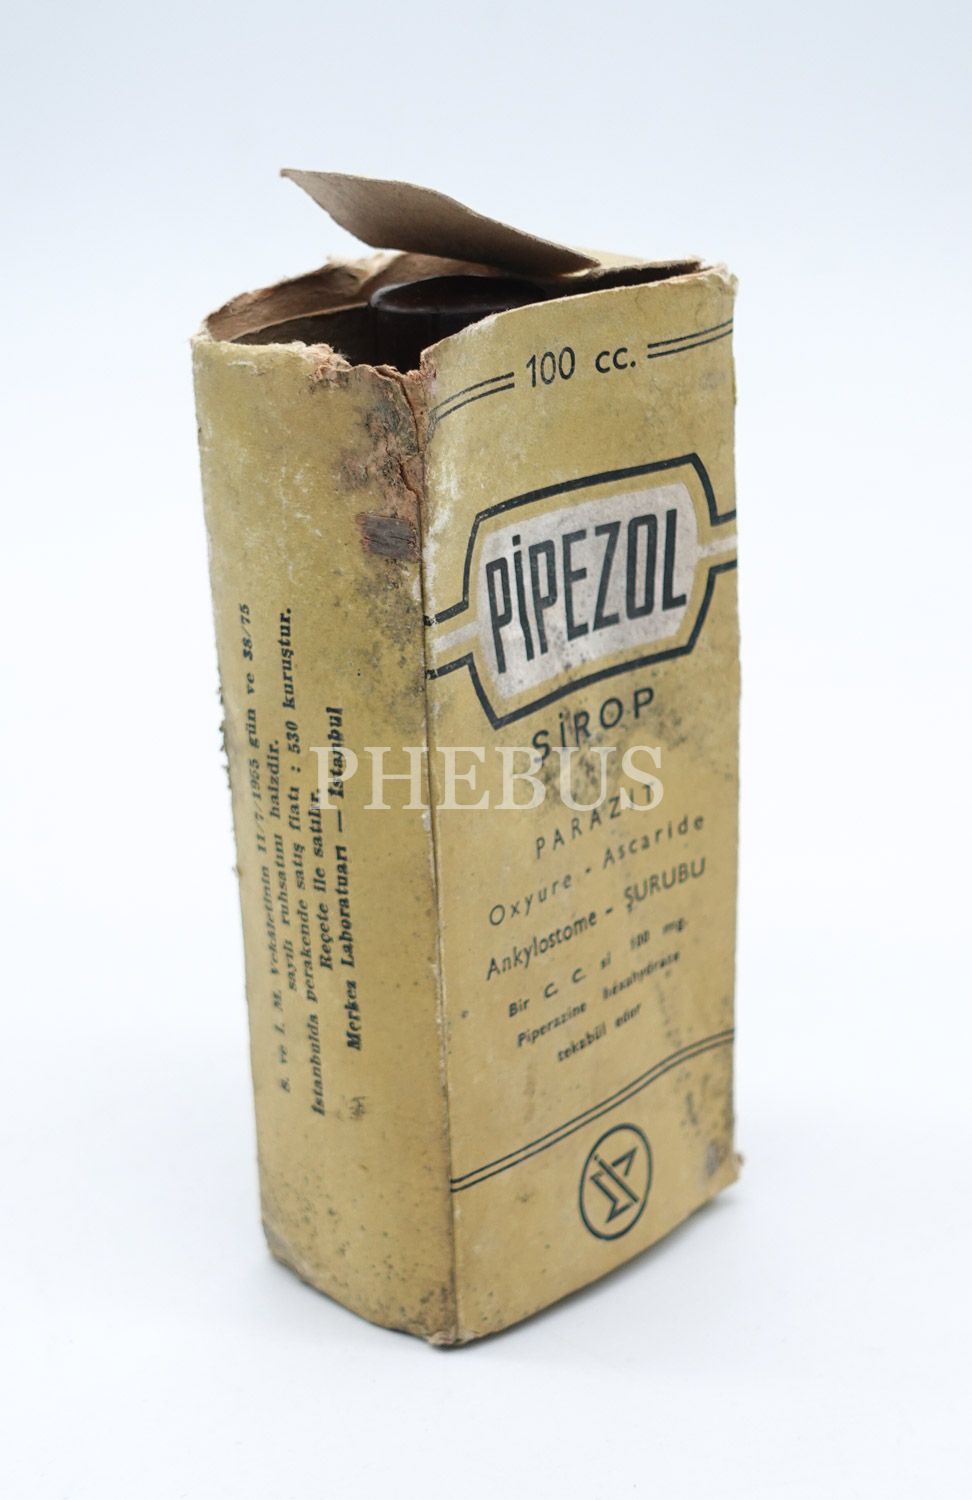 100 cc.
PİPEZOL
ŞİROP
PARAZİT
Oxyure - Ascaride
Ankylostome - ŞURUBU
Bir C. C. si 100 mg.
Piperazine héxahydrate
tekabül eder
S. ve I. M. Vekâletinin 11/7/1955 gün ve 38/75
sayılı ruhsatını haizdir.
İstanbulda perakende satış fiatı : 530 kuruştur.
Reçete ile satılır.
Merkez Laboratuarı — İstanbul
PHEBUS